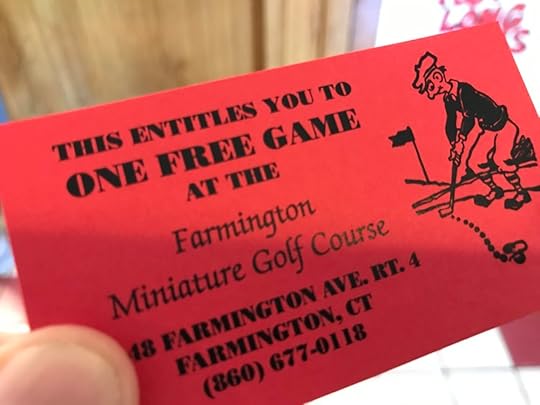 THIS ENTITLES YOU TO
ONE FREE GAME
AT THE
Farmington
Miniature Golf Course
48 FARMINGTON AVE. RT. 4
FARMINGTON, CT
(860) 677-0118